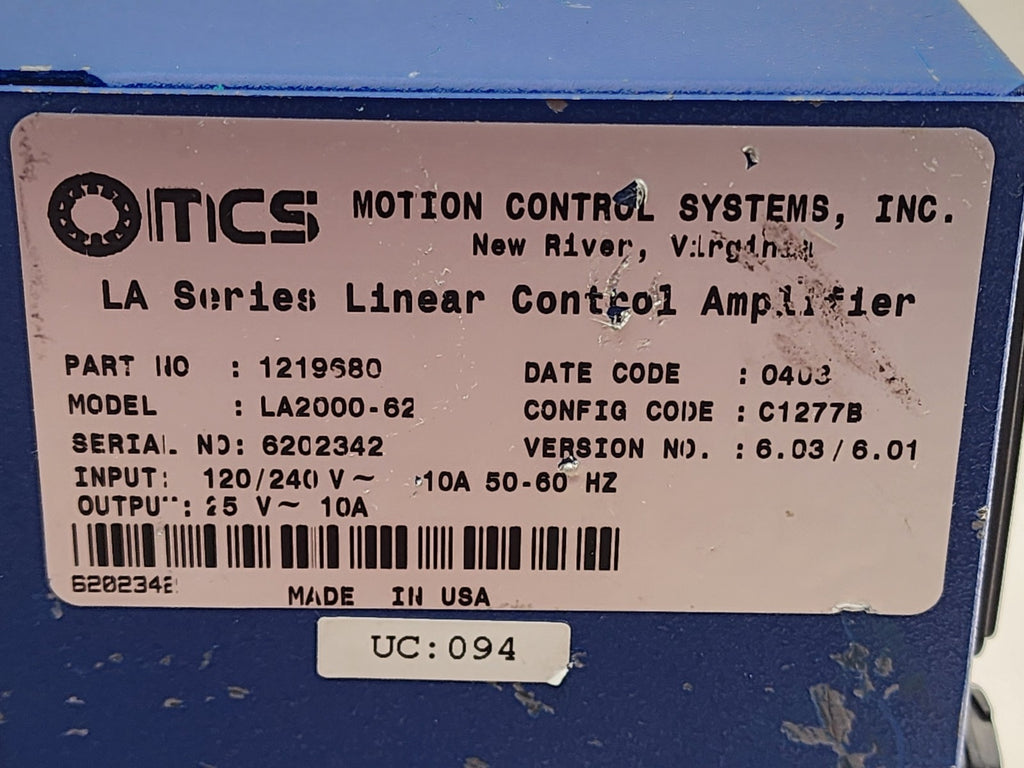 MCS MOTION CONTROL SYSTEMS, INC.
New River, Virginia
LA Series Linear Control Amplifier
PART NO : 1219680 DATE CODE : 0403
MODEL : LA2000-62 CONFIG CODE : C1277B
SERIAL NO: 6202342 VERSION NO. : 6.03/6.01
INPUT: 120/240 V~ 10A 50-60 HZ
OUTPUT: 25 V~ 10A
6202342
MADE IN USA
UC:094